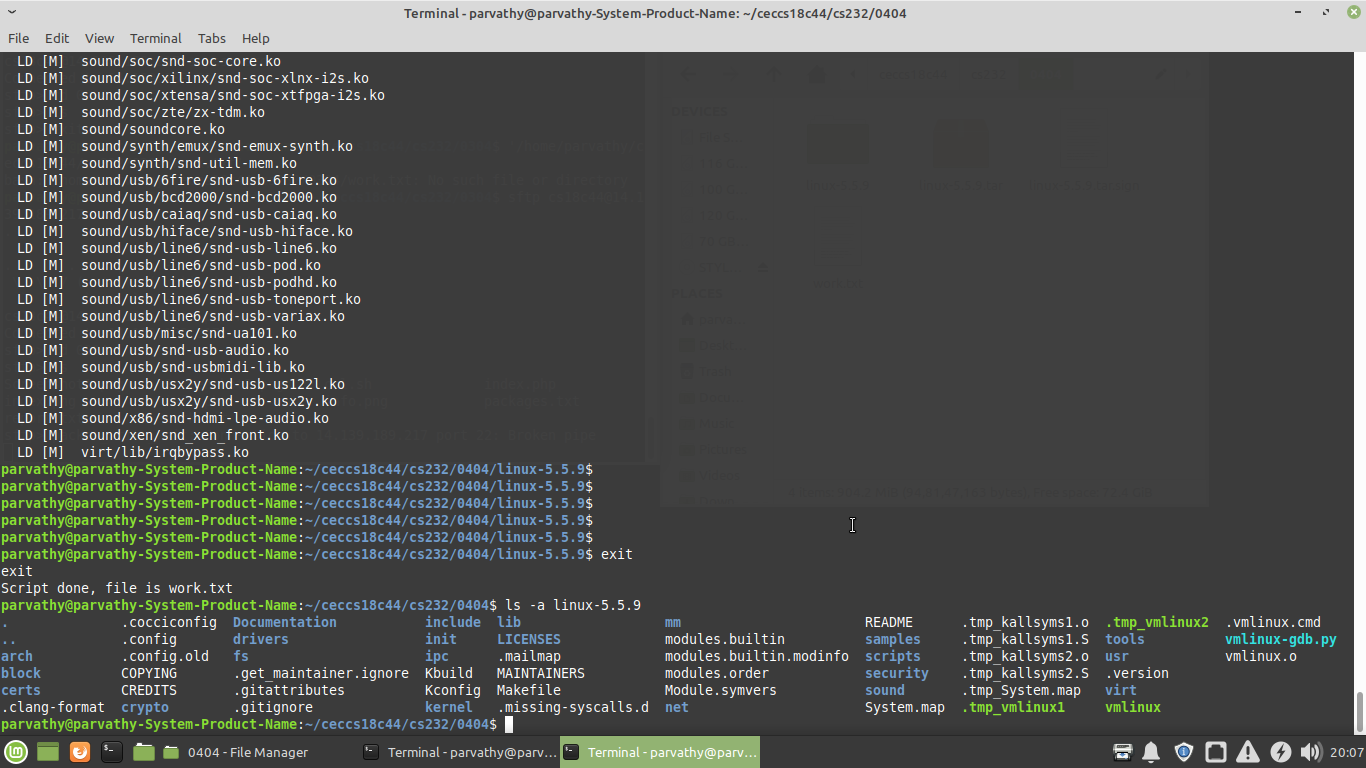 Terminal - parvathy@parvathy-System-Product-Name: ~/ceccs18c44/cs232/0404
File Edit View Terminal Tabs Help
LD [M] sound/soc/snd-soc-core.ko
LD [M] sound/soc/xilinx/snd-soc-xlnx-i2s.ko
LD [M] sound/soc/xtensa/snd-soc-xtfpga-i2s.ko
LD [M] sound/soc/zte/zx-tdm.ko
LD [M] sound/soundcore.ko
LD [M] sound/synth/emux/snd-emux-synth.ko
LD [M] sound/synth/snd-util-mem.ko
LD [M] sound/usb/6fire/snd-usb-6fire.ko
LD [M] sound/usb/bcd2000/snd-bcd2000.ko
LD [M] sound/usb/caiaq/snd-usb-caiaq.ko
LD [M] sound/usb/hiface/snd-usb-hiface.ko
LD [M] sound/usb/line6/snd-usb-line6.ko
LD [M] sound/usb/line6/snd-usb-pod.ko
LD [M] sound/usb/line6/snd-usb-podhd.ko
LD [M] sound/usb/line6/snd-usb-toneport.ko
LD [M] sound/usb/line6/snd-usb-variax.ko
LD [M] sound/usb/misc/snd-ua101.ko
LD [M] sound/usb/snd-usb-audio.ko
LD [M] sound/usb/snd-usbmidi-lib.ko
LD [M] sound/usb/usx2y/snd-usb-us122l.ko
LD [M] sound/usb/usx2y/snd-usb-usx2y.ko
LD [M] sound/x86/snd-hdmi-lpe-audio.ko
LD [M] sound/xen/snd_xen_front.ko
LD [M] virt/lib/irqbypass.ko
parvathy@parvathy-System-Product-Name:~/ceccs18c44/cs232/0404/linux-5.5.9$
parvathy@parvathy-System-Product-Name:~/ceccs18c44/cs232/0404/linux-5.5.9$
parvathy@parvathy-System-Product-Name:~/ceccs18c44/cs232/0404/linux-5.5.9$
parvathy@parvathy-System-Product-Name:~/ceccs18c44/cs232/0404/linux-5.5.9$
parvathy@parvathy-System-Product-Name:~/ceccs18c44/cs232/0404/linux-5.5.9$
parvathy@parvathy-System-Product-Name:~/ceccs18c44/cs232/0404/linux-5.5.9$ exit
exit
Script done, file is work.txt
parvathy@parvathy-System-Product-Name:~/ceccs18c44/cs232/0404$ ls -a linux-5.5.9
. .cocciconfig Documentation include lib mm README .tmp_kallsyms1.o .tmp_vmlinux2 .vmlinux.cmd
.. .config drivers init LICENSES modules.builtin samples .tmp_kallsyms1.S tools vmlinux-gdb.py
arch .config.old fs ipc .mailmap modules.builtin.modinfo scripts .tmp_kallsyms2.o usr vmlinux.o
block COPYING .get_maintainer.ignore Kbuild MAINTAINERS modules.order security .tmp_kallsyms2.S .version
certs CREDITS .gitattributes Kconfig Makefile Module.symvers sound .tmp_System.map virt
.clang-format crypto .gitignore kernel .missing-syscalls.d net System.map .tmp_vmlinux1 vmlinux
parvathy@parvathy-System-Product-Name:~/ceccs18c44/cs232/0404$
0404 - File Manager Terminal - parvathy@parv... Terminal - parvathy@parv... 20:07